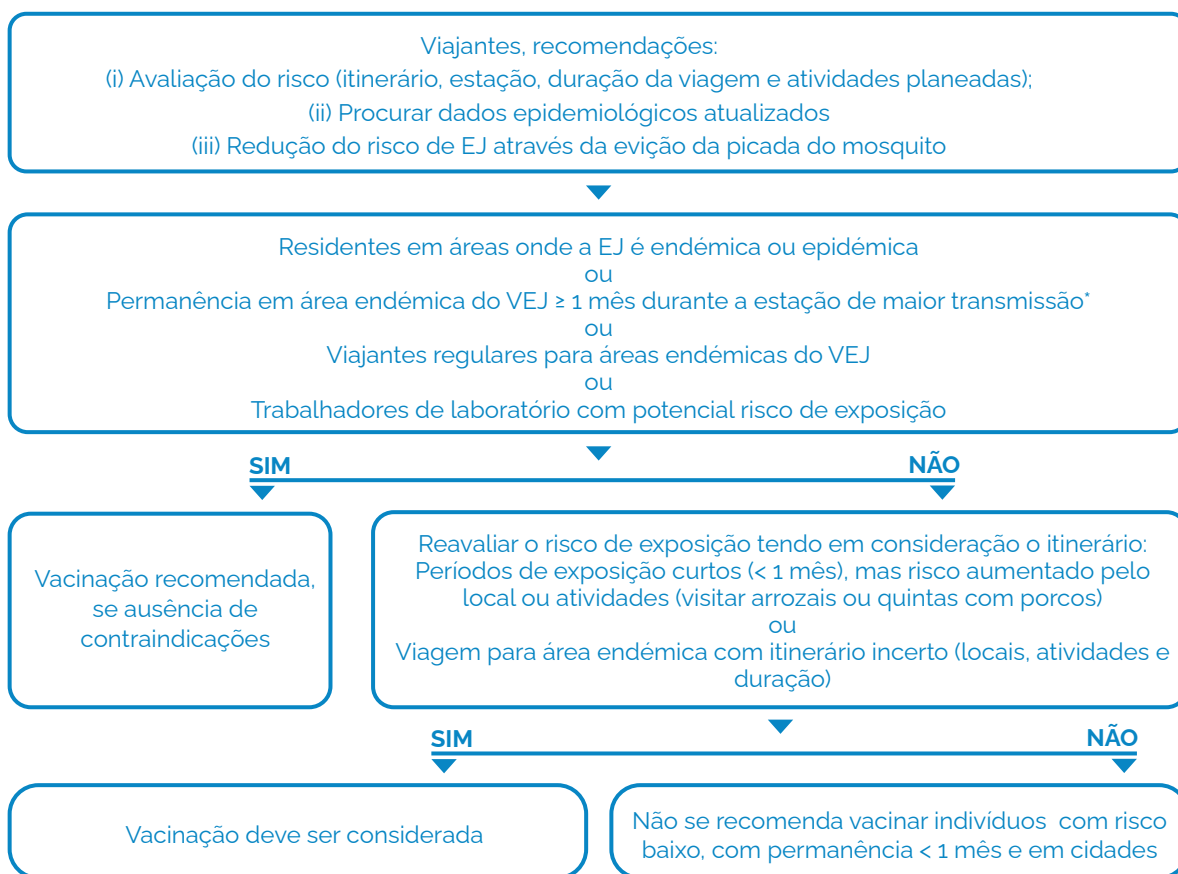 Viajantes, recomendações:
(i) Avaliação do risco (itinerário, estação, duração da viagem e atividades planeadas);
(ii) Procurar dados epidemiológicos atualizados
(iii) Redução do risco de EJ através da evição da picada do mosquito
Residentes em áreas onde a EJ é endémica ou epidémica
ou
Permanência em área endémica do VEJ ≥ 1 mês durante a estação de maior transmissão*
ou
Viajantes regulares para áreas endémicas do VEJ
ou
Trabalhadores de laboratório com potencial risco de exposição
SIM
NÃO
Vacinação recomendada,
se ausência de
contraindicações
Reavaliar o risco de exposição tendo em consideração o itinerário:
Períodos de exposição curtos (< 1 mês), mas risco aumentado pelo
local ou atividades (visitar arrozais ou quintas com porcos)
ou
Viagem para área endémica com itinerário incerto (locais, atividades e
duração)
SIM
NÃO
Vacinação deve ser considerada
Não se recomenda vacinar indivíduos com risco
baixo, com permanência < 1 mês e em cidades